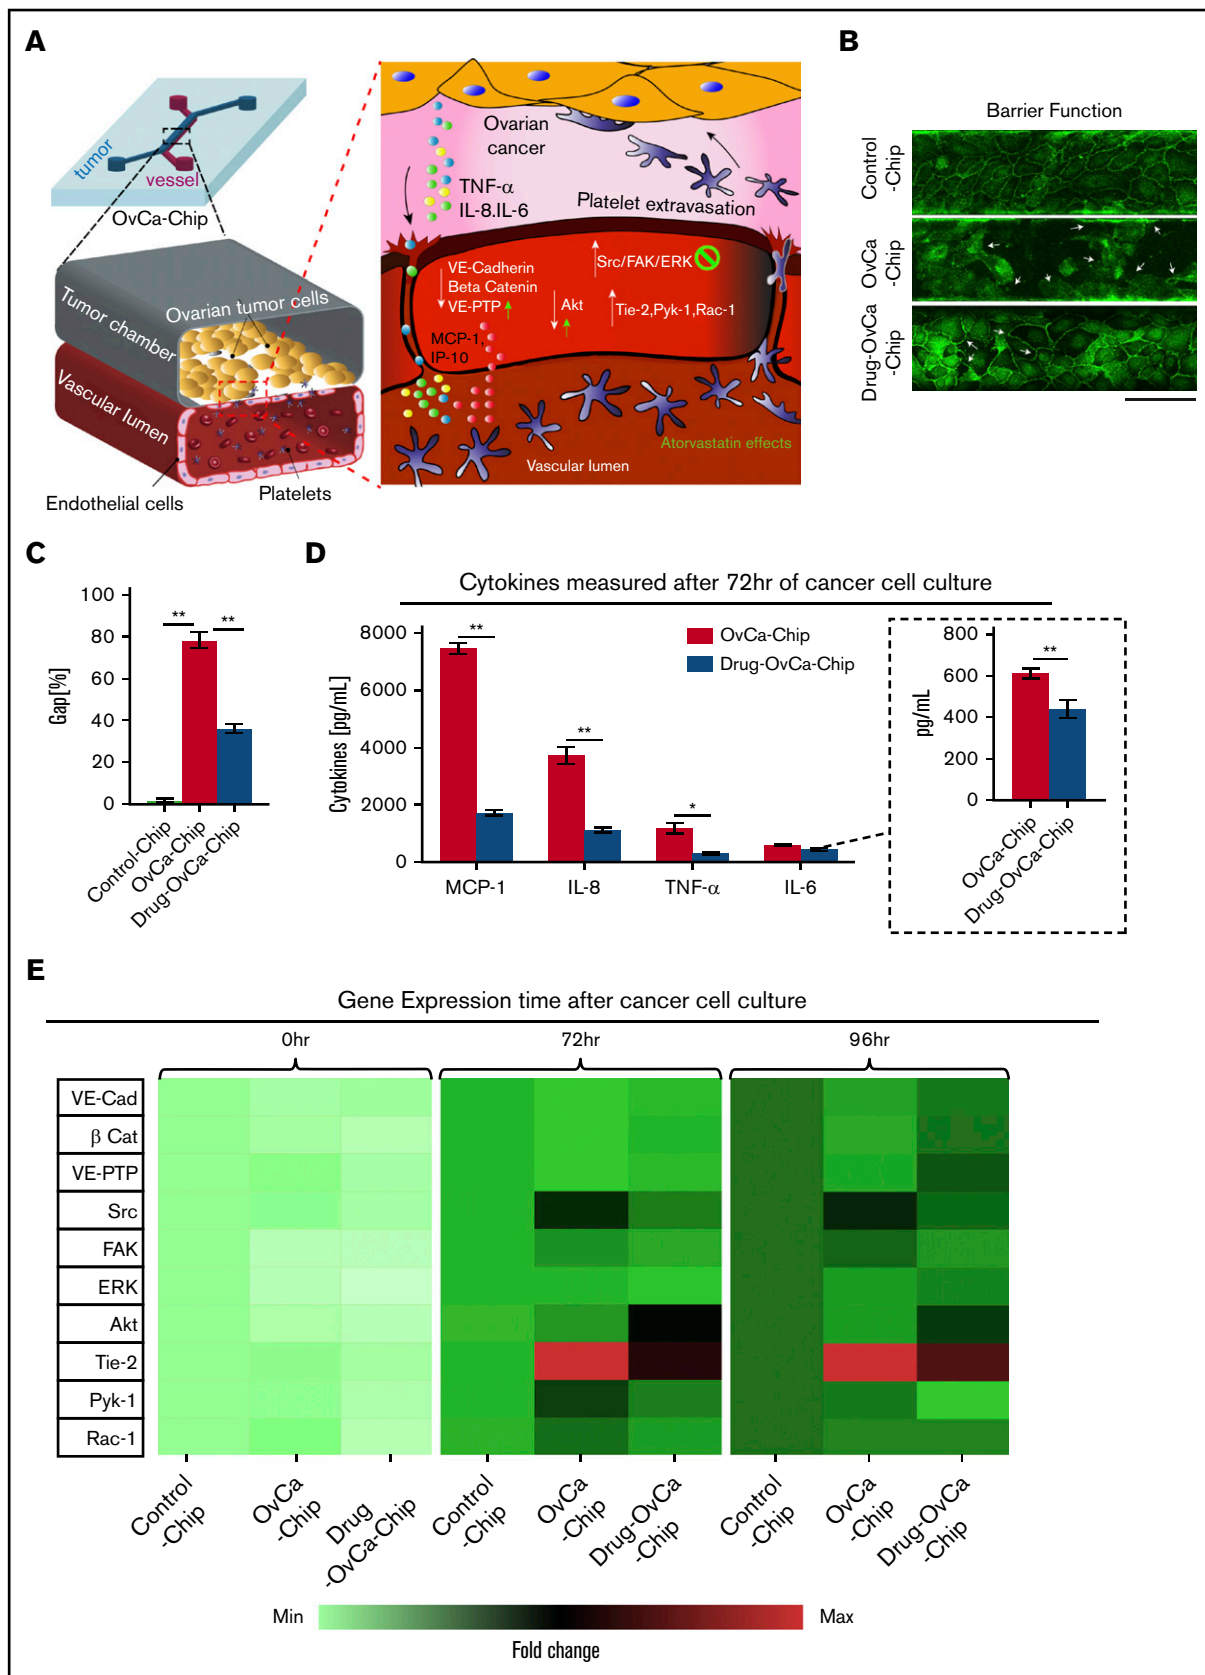 A
tumor
vessel
OvCa-Chip
Tumor chamber
Ovarian tumor cells
Vascular lumen
Endothelial cells
Platelets
Ovarian
cancer
TNF-α
IL-8.IL-6
Platelet extravasation
VE-Cadherin
Beta Catenin
VE-PTP
Src/FAK/ERK
Akt
Tie-2,Pyk-1,Rac-1
MCP-1,
IP-10
Atorvastatin effects
Vascular lumen
B
Barrier Function
Control
-Chip
OvCa
-Chip
Drug-OvCa
-Chip
C
Gap[%]
100
80
60
40
20
0
**
**
Control-Chip
OvCa-Chip
Drug-OvCa-Chip
D
Cytokines measured after 72hr of cancer cell culture
Cytokines [pg/mL]
8000
6000
4000
2000
0
**
**
*
MCP-1
IL-8
TNF-α
IL-6
OvCa-Chip
Drug-OvCa-Chip
pg/mL
800
600
400
200
0
**
OvCa-Chip
Drug-OvCa-Chip
E
Gene Expression time after cancer cell culture
0hr
72hr
96hr
VE-Cad
β Cat
VE-PTP
Src
FAK
ERK
Akt
Tie-2
Pyk-1
Rac-1
Control
-Chip
OvCa
-Chip
Drug
-OvCa-Chip
Control
-Chip
OvCa
-Chip
Drug-OvCa
-Chip
Control
-Chip
OvCa
-Chip
Drug-OvCa
-Chip
Min
Max
Fold change